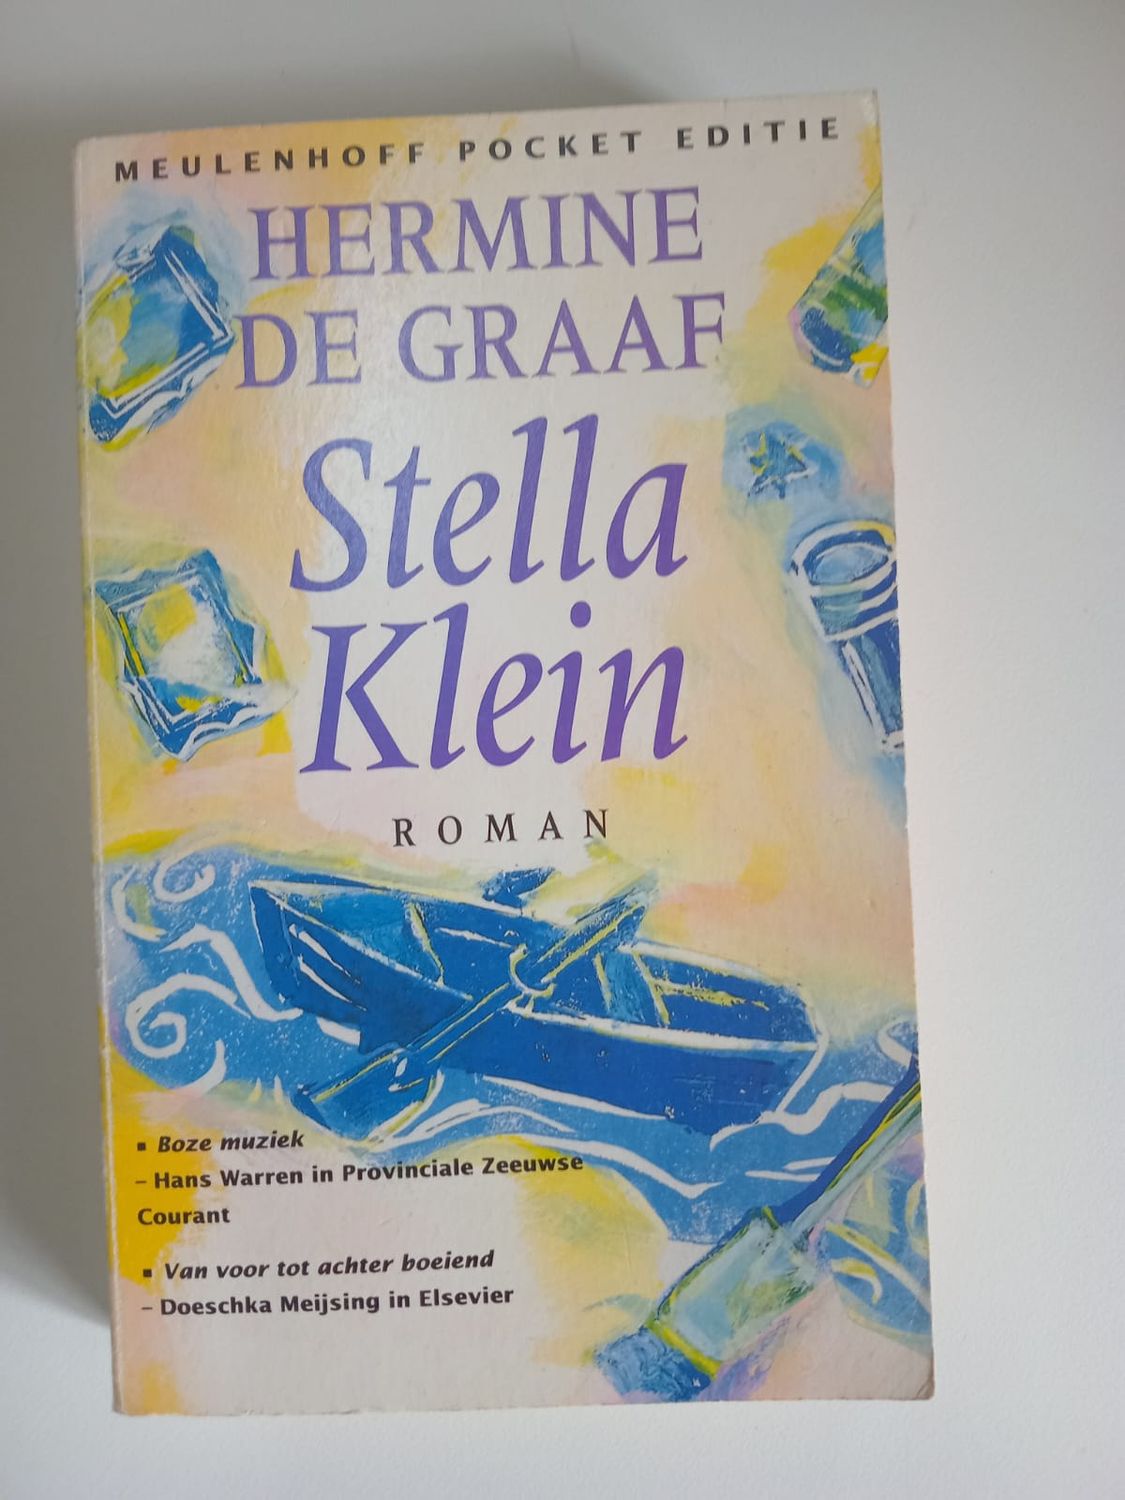 MEULENHOFF POCKET EDITIE
HERMINE
DE GRAAF
Stella
Klein
ROMAN
▪ Boze muziek
– Hans Warren in Provinciale Zeeuwse
Courant
▪ Van voor tot achter boeiend
– Doeschka Meijsing in Elsevier